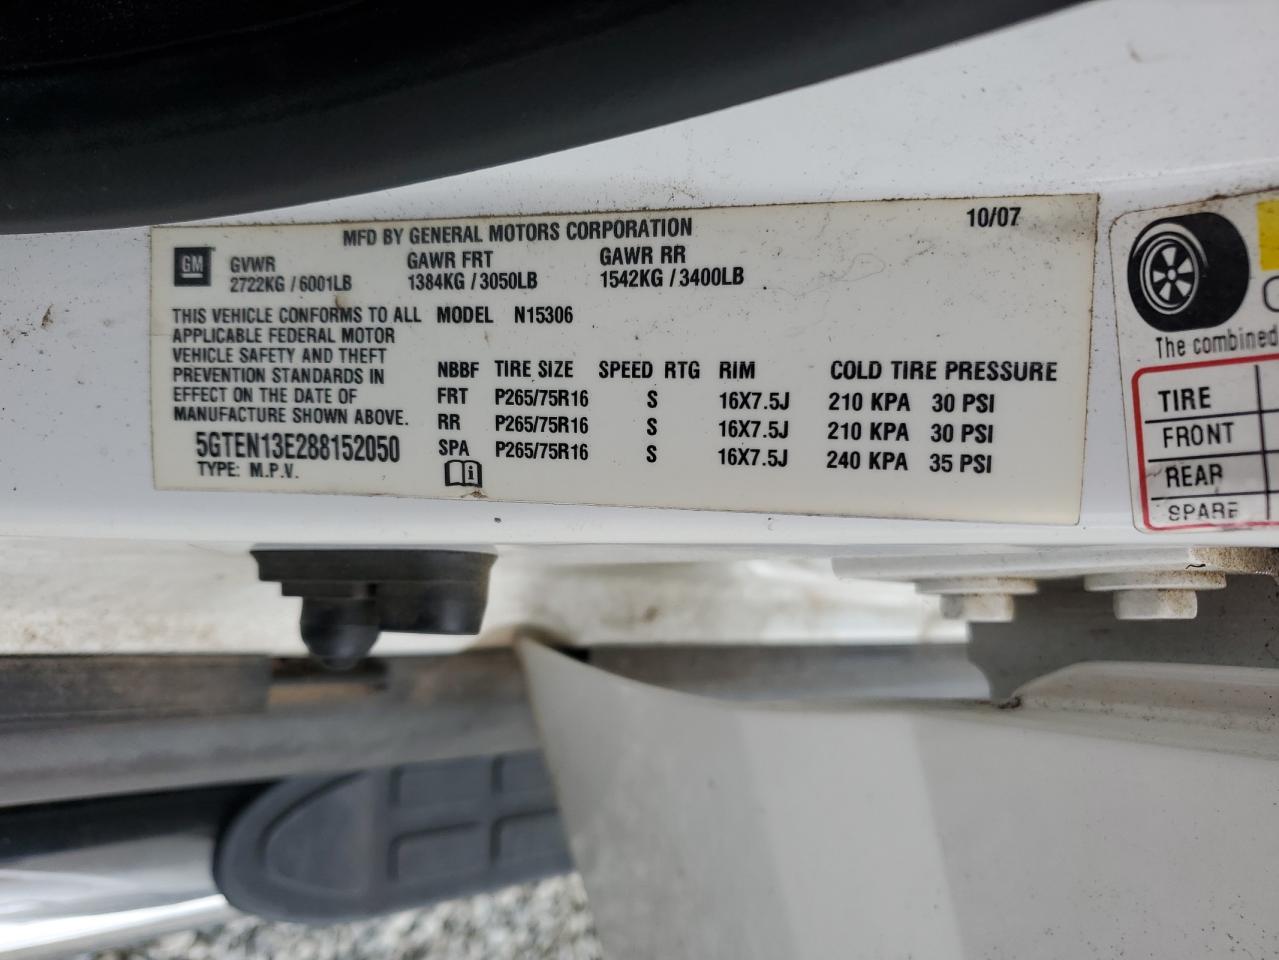 MFD BY GENERAL MOTORS CORPORATION 10/07
GM
GVWR GAWR FRT GAWR RR
2722KG / 6001LB 1384KG / 3050LB 1542KG / 3400LB
THIS VEHICLE CONFORMS TO ALL MODEL N15306
APPLICABLE FEDERAL MOTOR
VEHICLE SAFETY AND THEFT
PREVENTION STANDARDS IN
EFFECT ON THE DATE OF
MANUFACTURE SHOWN ABOVE.
5GTEN13E288152050
TYPE: M.P.V.
NBBF TIRE SIZE SPEED RTG RIM COLD TIRE PRESSURE
FRT P265/75R16 S 16X7.5J 210 KPA 30 PSI
RR P265/75R16 S 16X7.5J 210 KPA 30 PSI
SPA P265/75R16 S 16X7.5J 240 KPA 35 PSI
i
The combined
TIRE
FRONT
REAR
SPARE